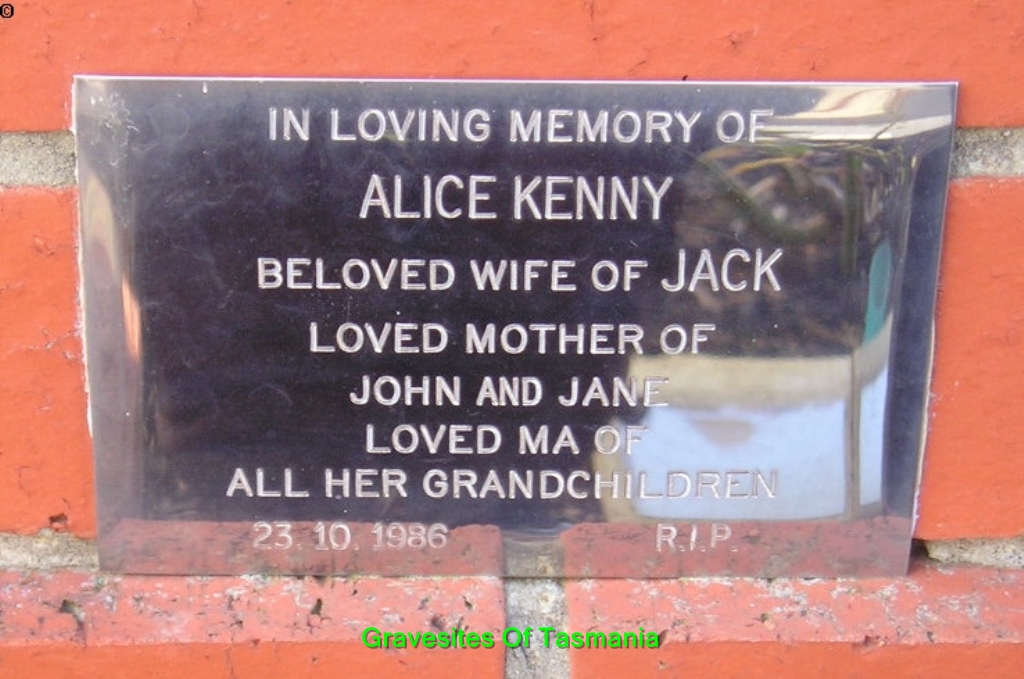 ©
IN LOVING MEMORY OF
ALICE KENNY
BELOVED WIFE OF JACK
LOVED MOTHER OF
JOHN AND JANE
LOVED MA OF
ALL HER GRANDCHILDREN
23.10.1986 R.I.P.
Gravesites Of Tasmania